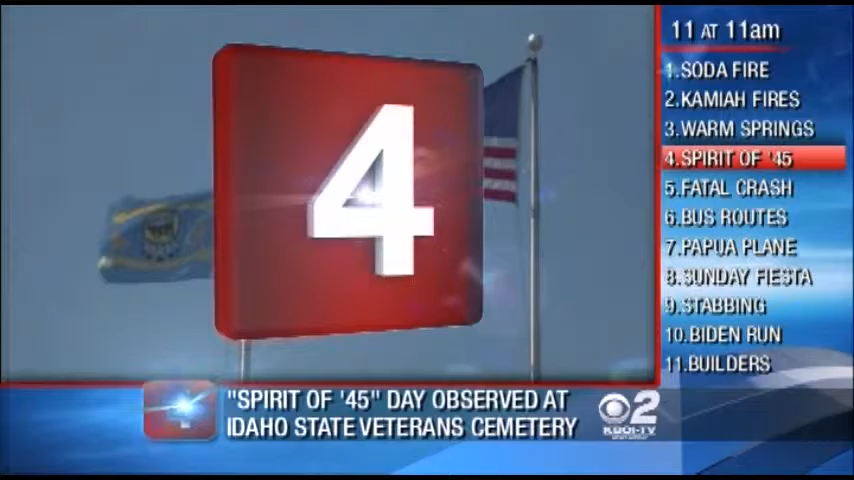 4
11 AT 11am
1.SODA FIRE
2.KAMIAH FIRES
3.WARM SPRINGS
4.SPIRIT OF '45
5.FATAL CRASH
6.BUS ROUTES
7.PAPUA PLANE
8.SUNDAY FIESTA
9.STABBING
10.BIDEN RUN
11.BUILDERS
4
"SPIRIT OF '45" DAY OBSERVED AT
IDAHO STATE VETERANS CEMETERY
2
KBOI-TV